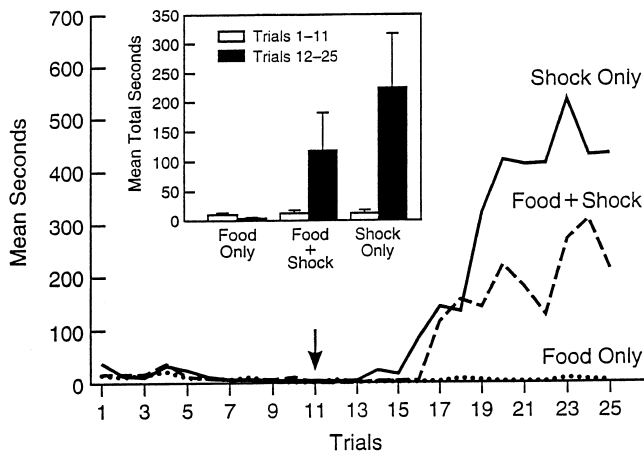 700
600
500
400
300
200
100
0
Mean Seconds
1 3 5 7 9 11 13 15 17 19 21 23 25
Trials
Shock Only
Food + Shock
Food Only
350
300
250
200
150
100
50
0
Mean Total Seconds
Trials 1–11
Trials 12–25
Food
Only
Food
+
Shock
Shock
Only